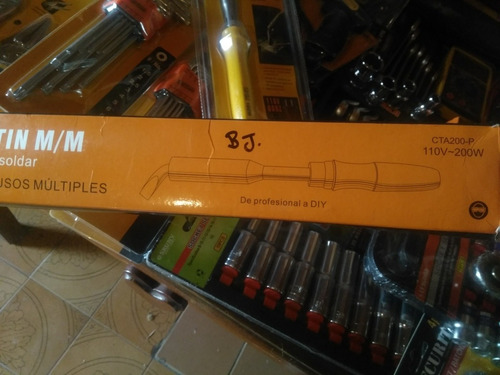 TIN M/M
soldar
USOS MÚLTIPLES
BJ.
De profesional a DIY
CTA200-P
110V~200W